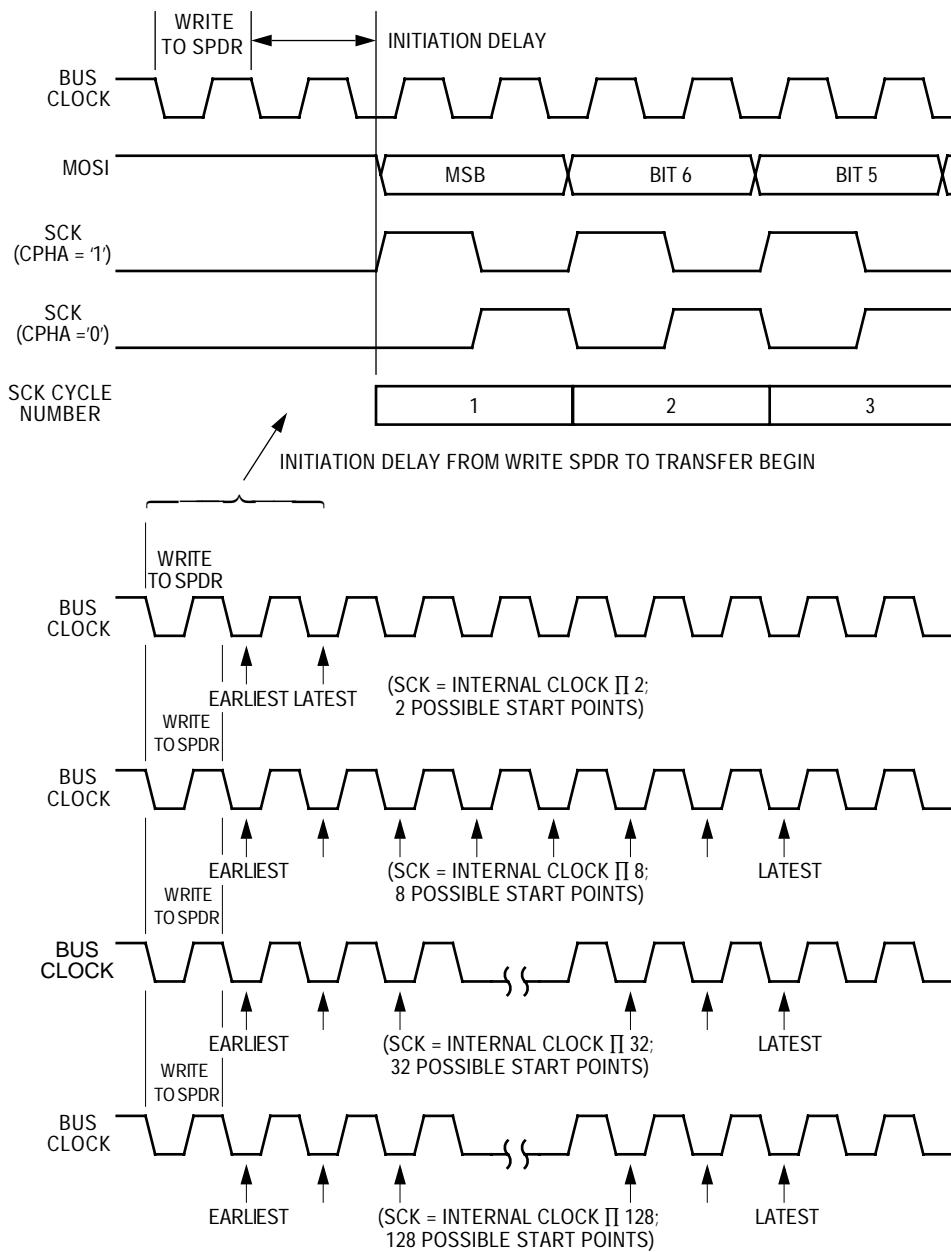 WRITE
TO SPDR
INITIATION DELAY
BUS
CLOCK
MOSI
MSB
BIT 6
BIT 5
SCK
(CPHA = '1')
SCK
(CPHA ='0')
SCK CYCLE
NUMBER
1
2
3
INITIATION DELAY FROM WRITE SPDR TO TRANSFER BEGIN
WRITE
TO SPDR
BUS
CLOCK
EARLIEST
LATEST
(SCK = INTERNAL CLOCK ∏ 2;
2 POSSIBLE START POINTS)
WRITE
TO SPDR
BUS
CLOCK
EARLIEST
(SCK = INTERNAL CLOCK ∏ 8;
8 POSSIBLE START POINTS)
LATEST
WRITE
TO SPDR
BUS
CLOCK
EARLIEST
(SCK = INTERNAL CLOCK ∏ 32;
32 POSSIBLE START POINTS)
LATEST
WRITE
TO SPDR
BUS
CLOCK
EARLIEST
(SCK = INTERNAL CLOCK ∏ 128;
128 POSSIBLE START POINTS)
LATEST